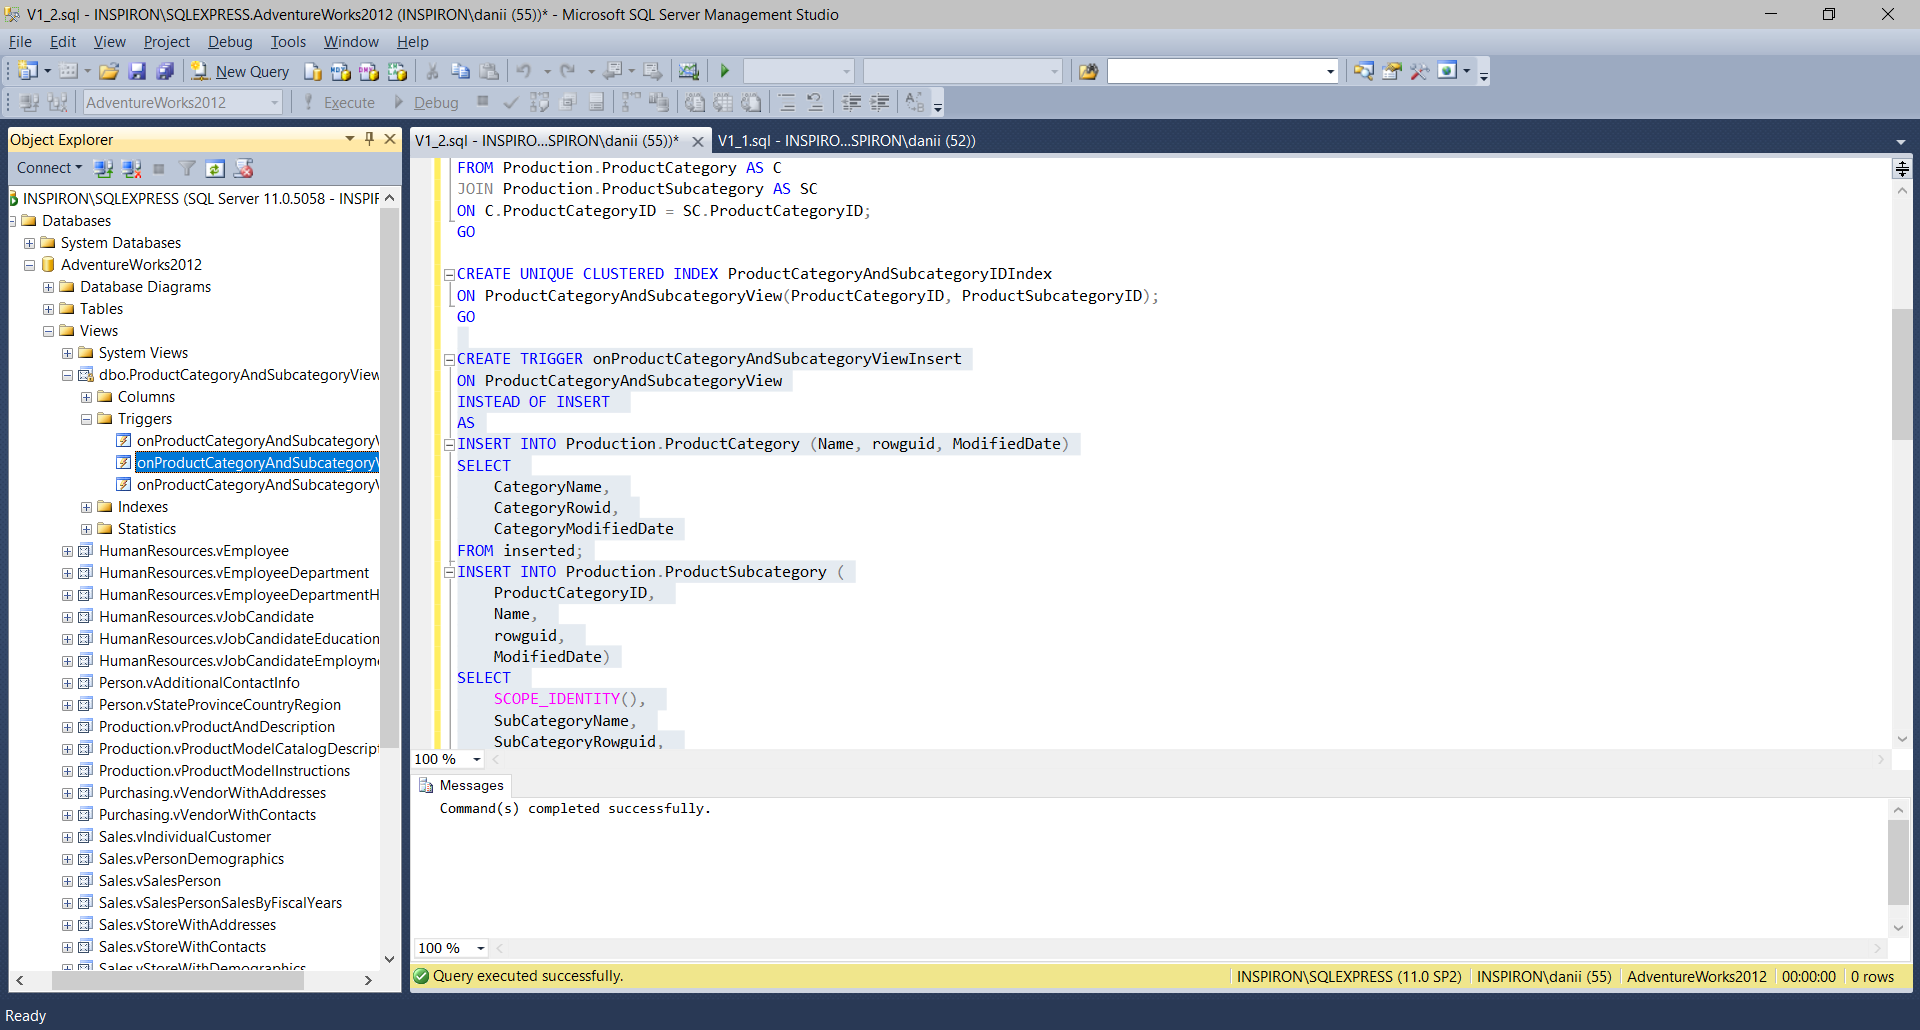 V1_2.sql - INSPIRON\SQLEXPRESS.AdventureWorks2012 (INSPIRON\danii (55))* - Microsoft SQL Server Management Studio
File Edit View Project Debug Tools Window Help
New Query
AdventureWorks2012 Execute Debug
Object Explorer
Connect
INSPIRON\SQLEXPRESS (SQL Server 11.0.5058 - INSPIF
Databases
System Databases
AdventureWorks2012
Database Diagrams
Tables
Views
System Views
dbo.ProductCategoryAndSubcategoryView
Columns
Triggers
onProductCategoryAndSubcategoryV
onProductCategoryAndSubcategoryV
onProductCategoryAndSubcategoryV
Indexes
Statistics
HumanResources.vEmployee
HumanResources.vEmployeeDepartment
HumanResources.vEmployeeDepartmentH
HumanResources.vJobCandidate
HumanResources.vJobCandidateEducation
HumanResources.vJobCandidateEmployme
Person.vAdditionalContactInfo
Person.vStateProvinceCountryRegion
Production.vProductAndDescription
Production.vProductModelCatalogDescript
Production.vProductModelInstructions
Purchasing.vVendorWithAddresses
Purchasing.vVendorWithContacts
Sales.vIndividualCustomer
Sales.vPersonDemographics
Sales.vSalesPerson
Sales.vSalesPersonSalesByFiscalYears
Sales.vStoreWithAddresses
Sales.vStoreWithContacts
Sales.vStoreWithDemographics
V1_2.sql - INSPIRO...SPIRON\danii (55))* V1_1.sql - INSPIRO...SPIRON\danii (52))
FROM Production.ProductCategory AS C
JOIN Production.ProductSubcategory AS SC
ON C.ProductCategoryID = SC.ProductCategoryID;
GO
CREATE UNIQUE CLUSTERED INDEX ProductCategoryAndSubcategoryIDIndex
ON ProductCategoryAndSubcategoryView(ProductCategoryID, ProductSubcategoryID);
GO
CREATE TRIGGER onProductCategoryAndSubcategoryViewInsert
ON ProductCategoryAndSubcategoryView
INSTEAD OF INSERT
AS
INSERT INTO Production.ProductCategory (Name, rowguid, ModifiedDate)
SELECT
CategoryName,
CategoryRowid,
CategoryModifiedDate
FROM inserted;
INSERT INTO Production.ProductSubcategory (
ProductCategoryID,
Name,
rowguid,
ModifiedDate)
SELECT
SCOPE_IDENTITY(),
SubCategoryName,
SubCategoryRowguid,
100 %
Messages
Command(s) completed successfully.
100 %
Query executed successfully. INSPIRON\SQLEXPRESS (11.0 SP2) INSPIRON\danii (55) AdventureWorks2012 00:00:00 0 rows
Ready